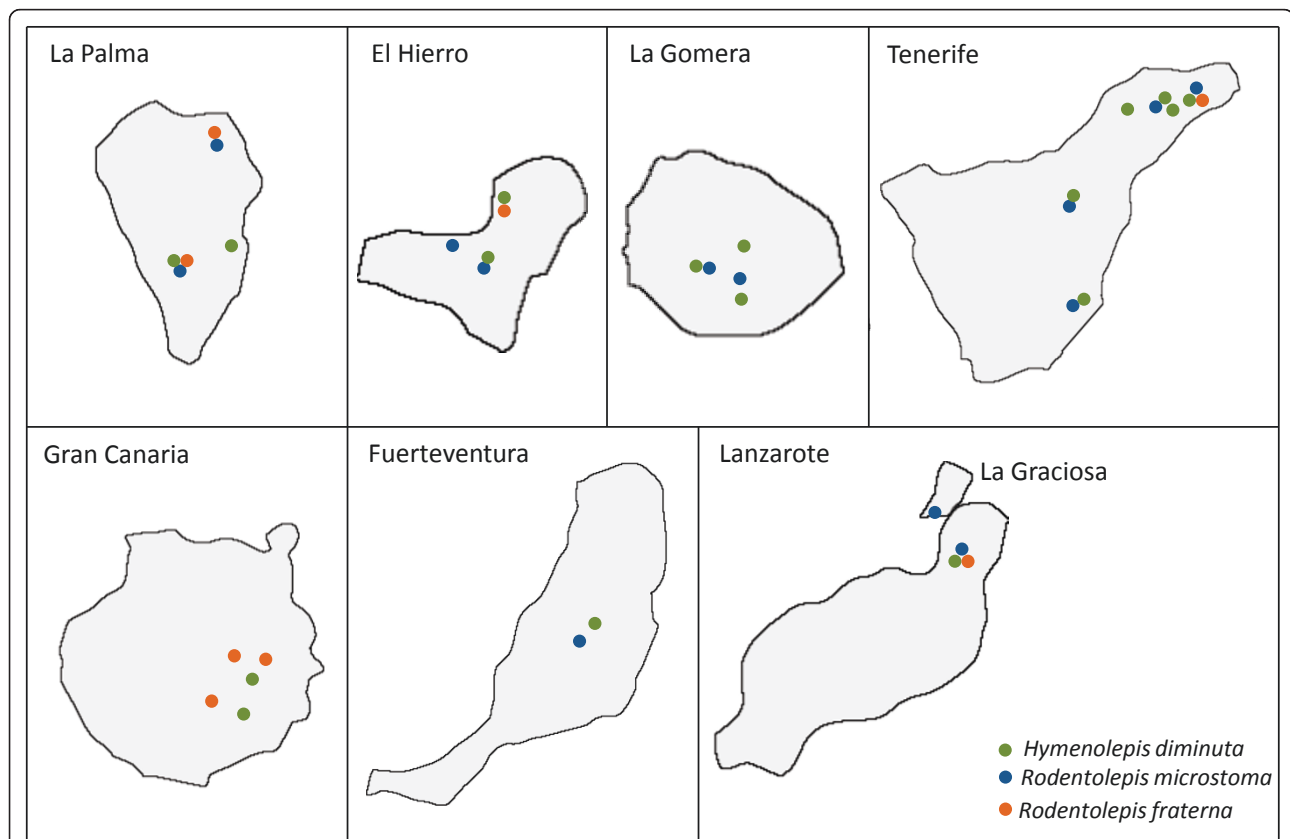 La Palma
El Hierro
La Gomera
Tenerife
Gran Canaria
Fuerteventura
Lanzarote
La Graciosa
Hymenolepis diminuta
Rodentolepis microstoma
Rodentolepis fraterna